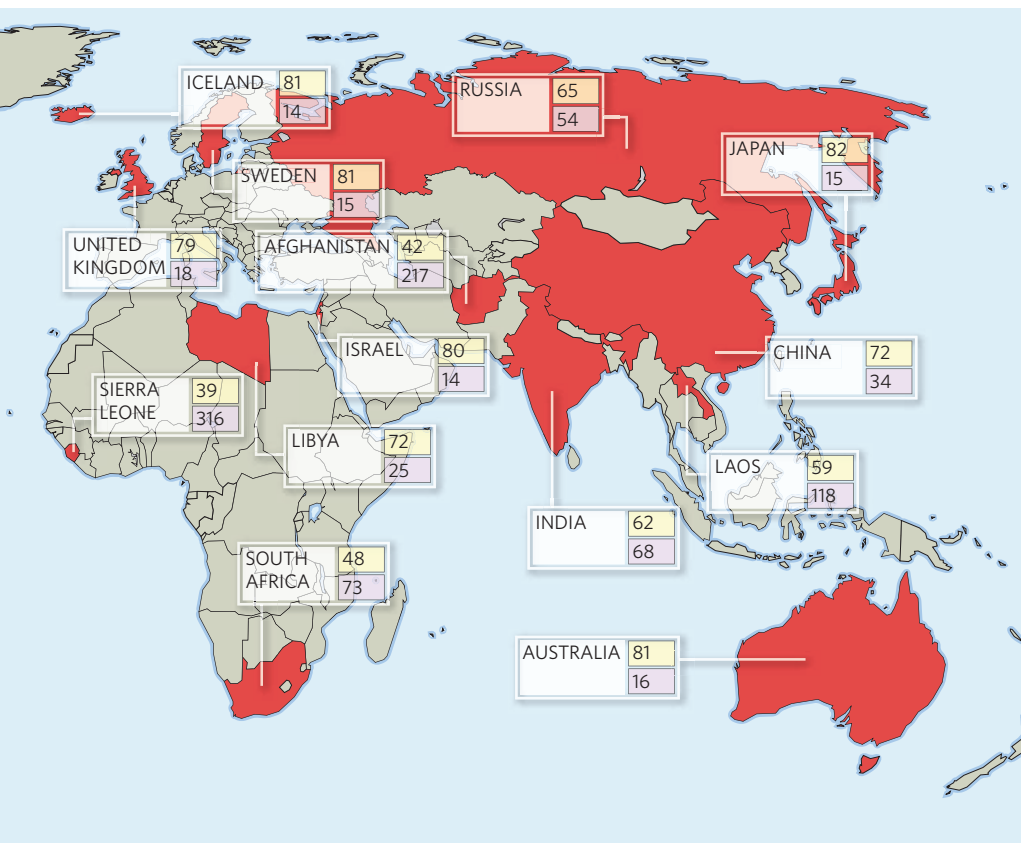 ICELAND 81
14
RUSSIA 65
54
JAPAN 82
15
SWEDEN 81
15
UNITED 79
KINGDOM 18
AFGHANISTAN 42
217
ISRAEL 80
14
CHINA 72
34
SIERRA 39
LEONE 316
LIBYA 72
25
LAOS 59
118
INDIA 62
68
SOUTH 48
AFRICA 73
AUSTRALIA 81
16